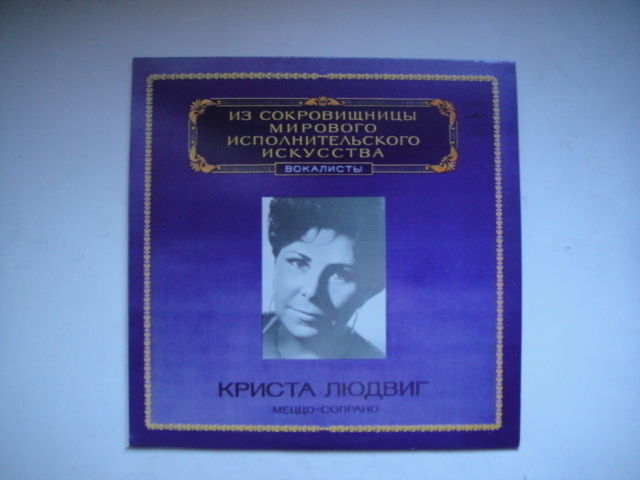 ИЗ СОКРОВИЩНИЦЫ
МИРОВОГО
ИСПОЛНИТЕЛЬСКОГО
ИСКУССТВА
ВОКАЛИСТЫ
КРИСТА ЛЮДВИГ
МЕЦЦО-СОПРАНО